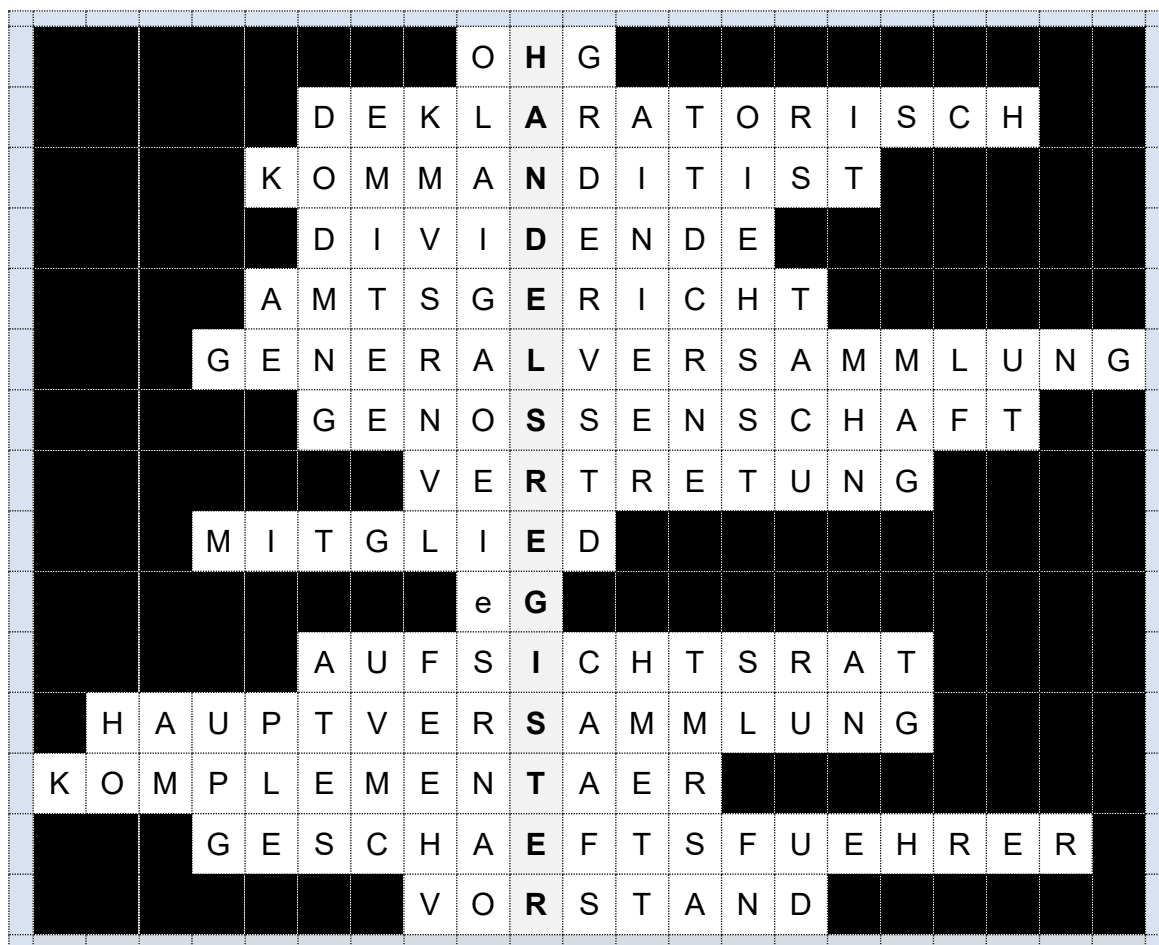 OHG
DEKLARATORISCH
KOMMANDITIST
DIVIDENDE
AMTSGERICHT
GENERALVERSAMMLUNG
GENOSSENSCHAFT
VERTRETUNG
MITGLIED
eG
AUFSICHTSRAT
HAUPTVERSAMMLUNG
KOMPLEMENTAER
GESCHAEFTSFUEHRER
VORSTAND